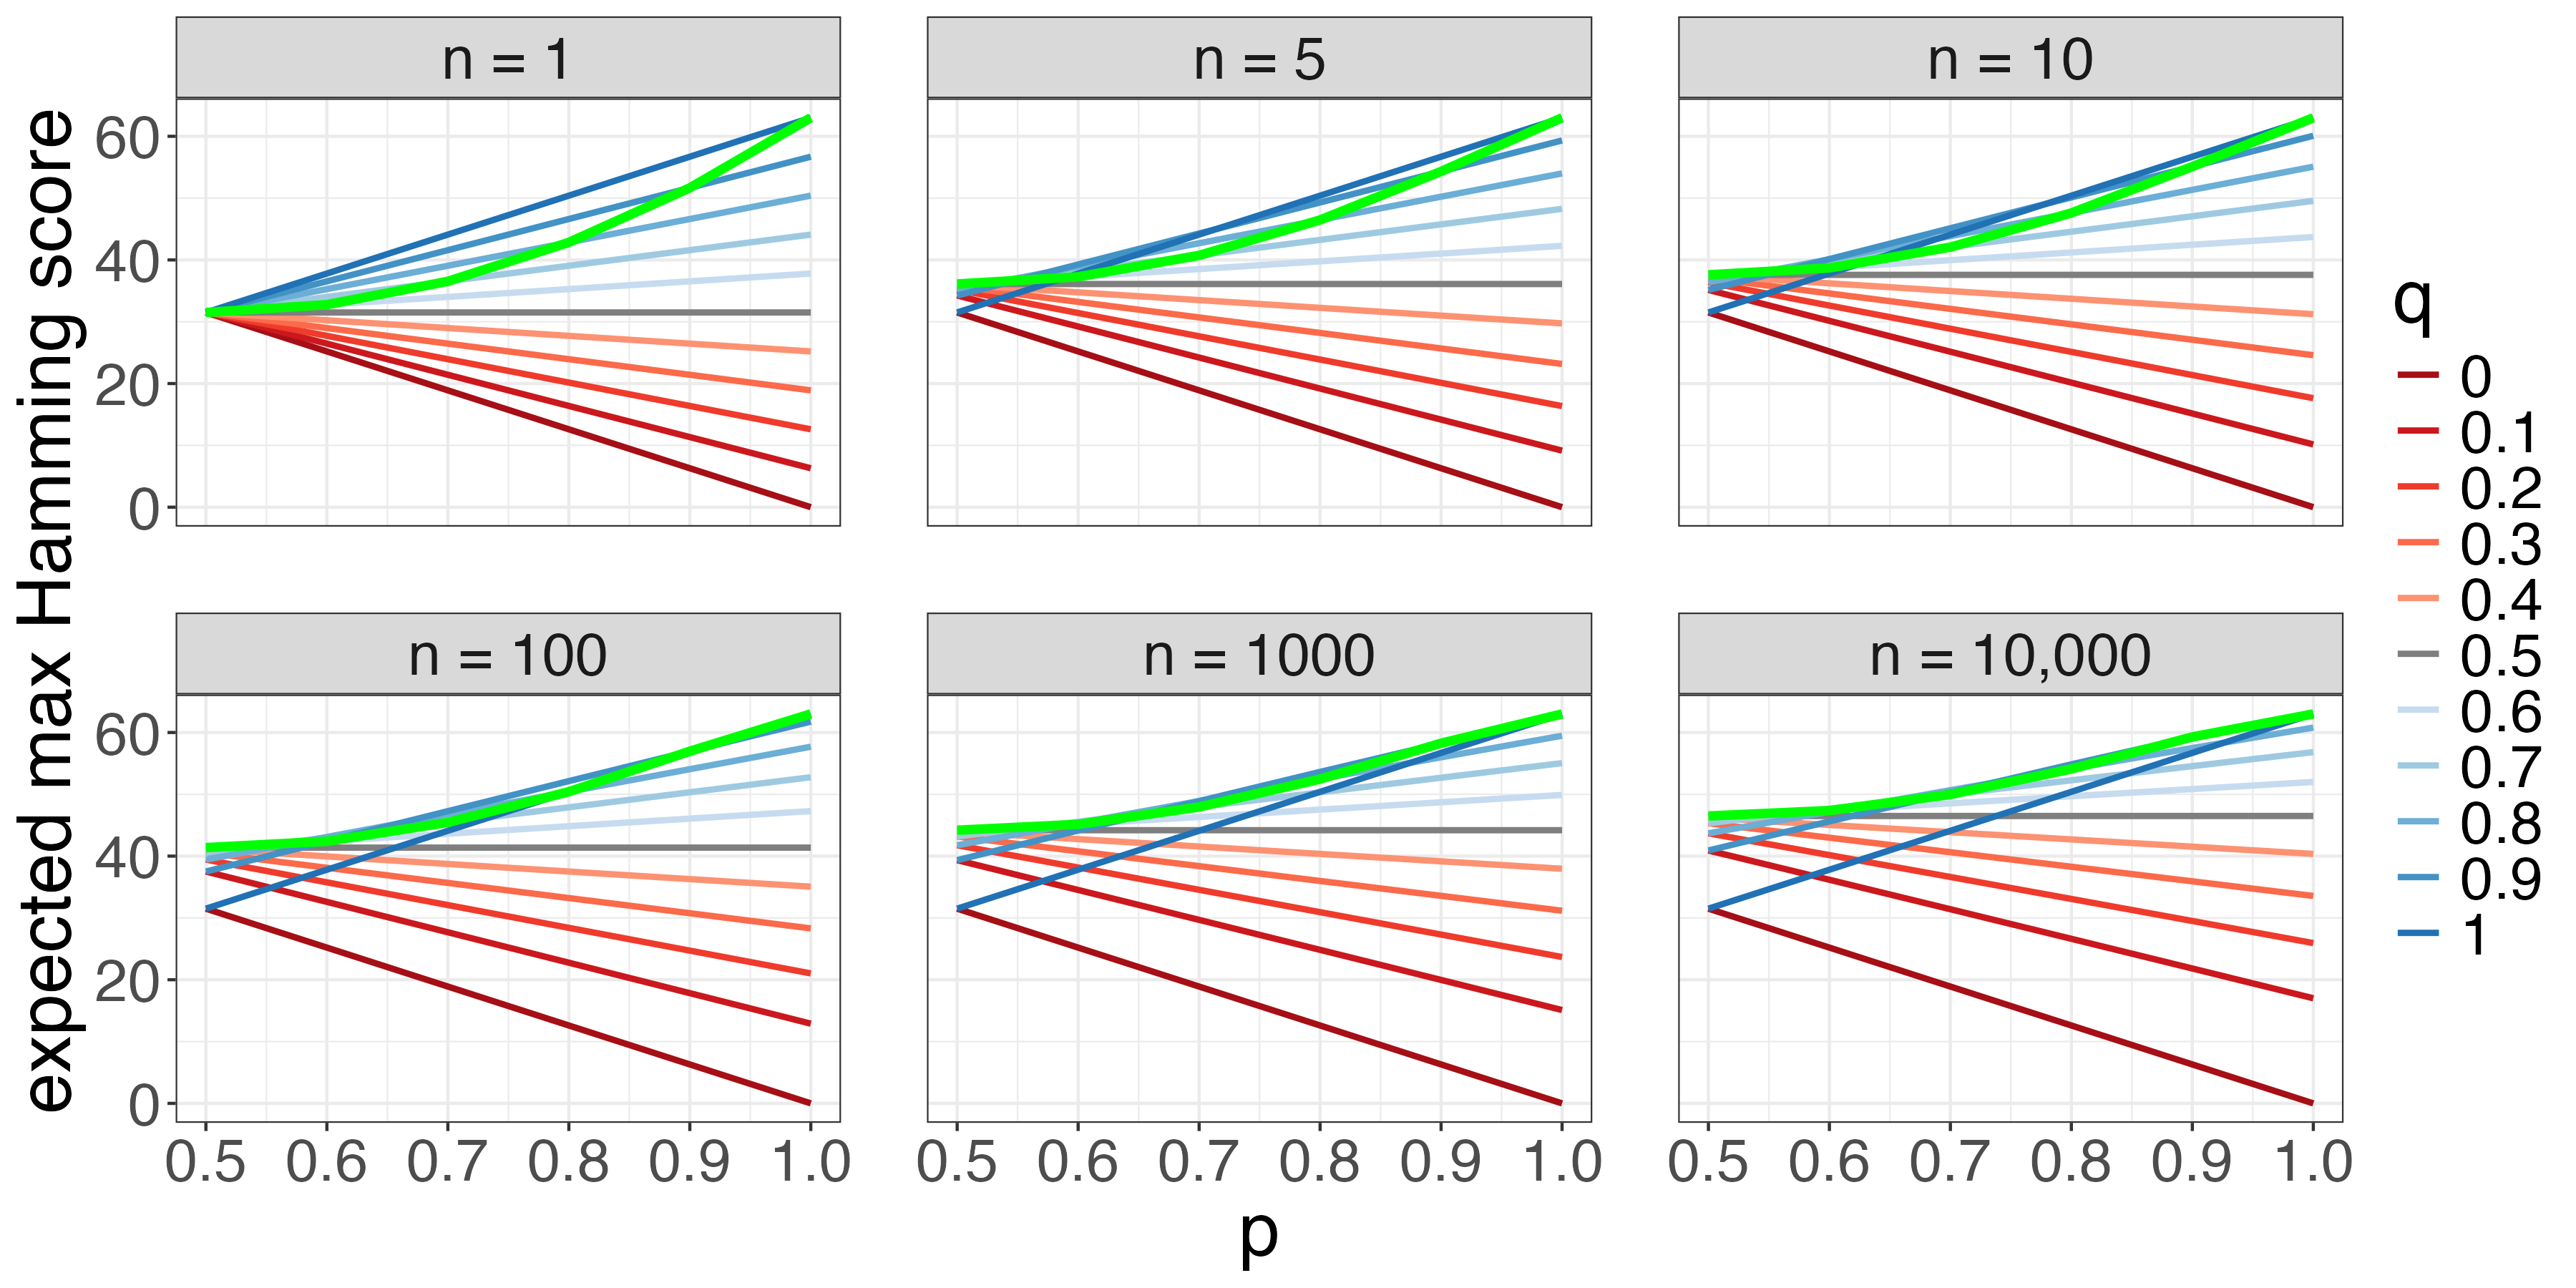 n = 1
n = 5
n = 10
expected max Hamming score
60
40
20
0
n = 100
n = 1000
n = 10,000
60
40
20
0
0.5 0.6 0.7 0.8 0.9 1.0
0.5 0.6 0.7 0.8 0.9 1.0
0.5 0.6 0.7 0.8 0.9 1.0
p
q
0
0.1
0.2
0.3
0.4
0.5
0.6
0.7
0.8
0.9
1